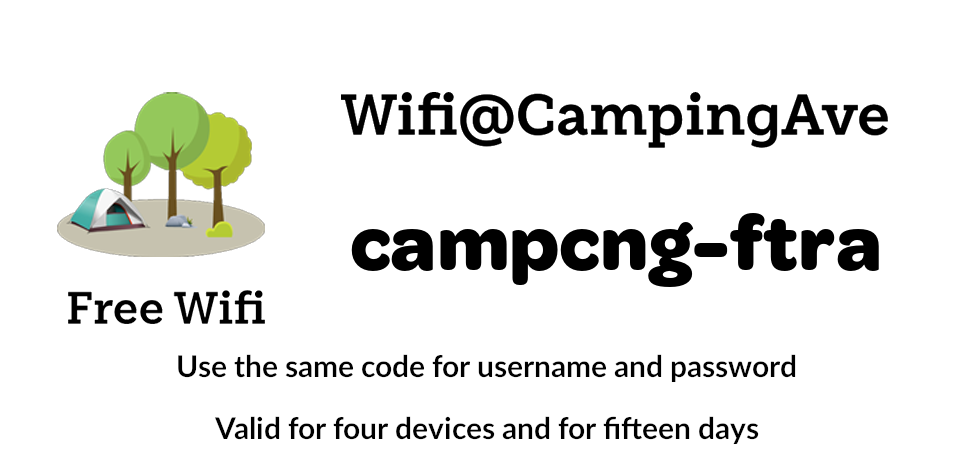 Wifi@CampingAve
campcng-ftra
Free Wifi
Use the same code for username and password
Valid for four devices and for fifteen days